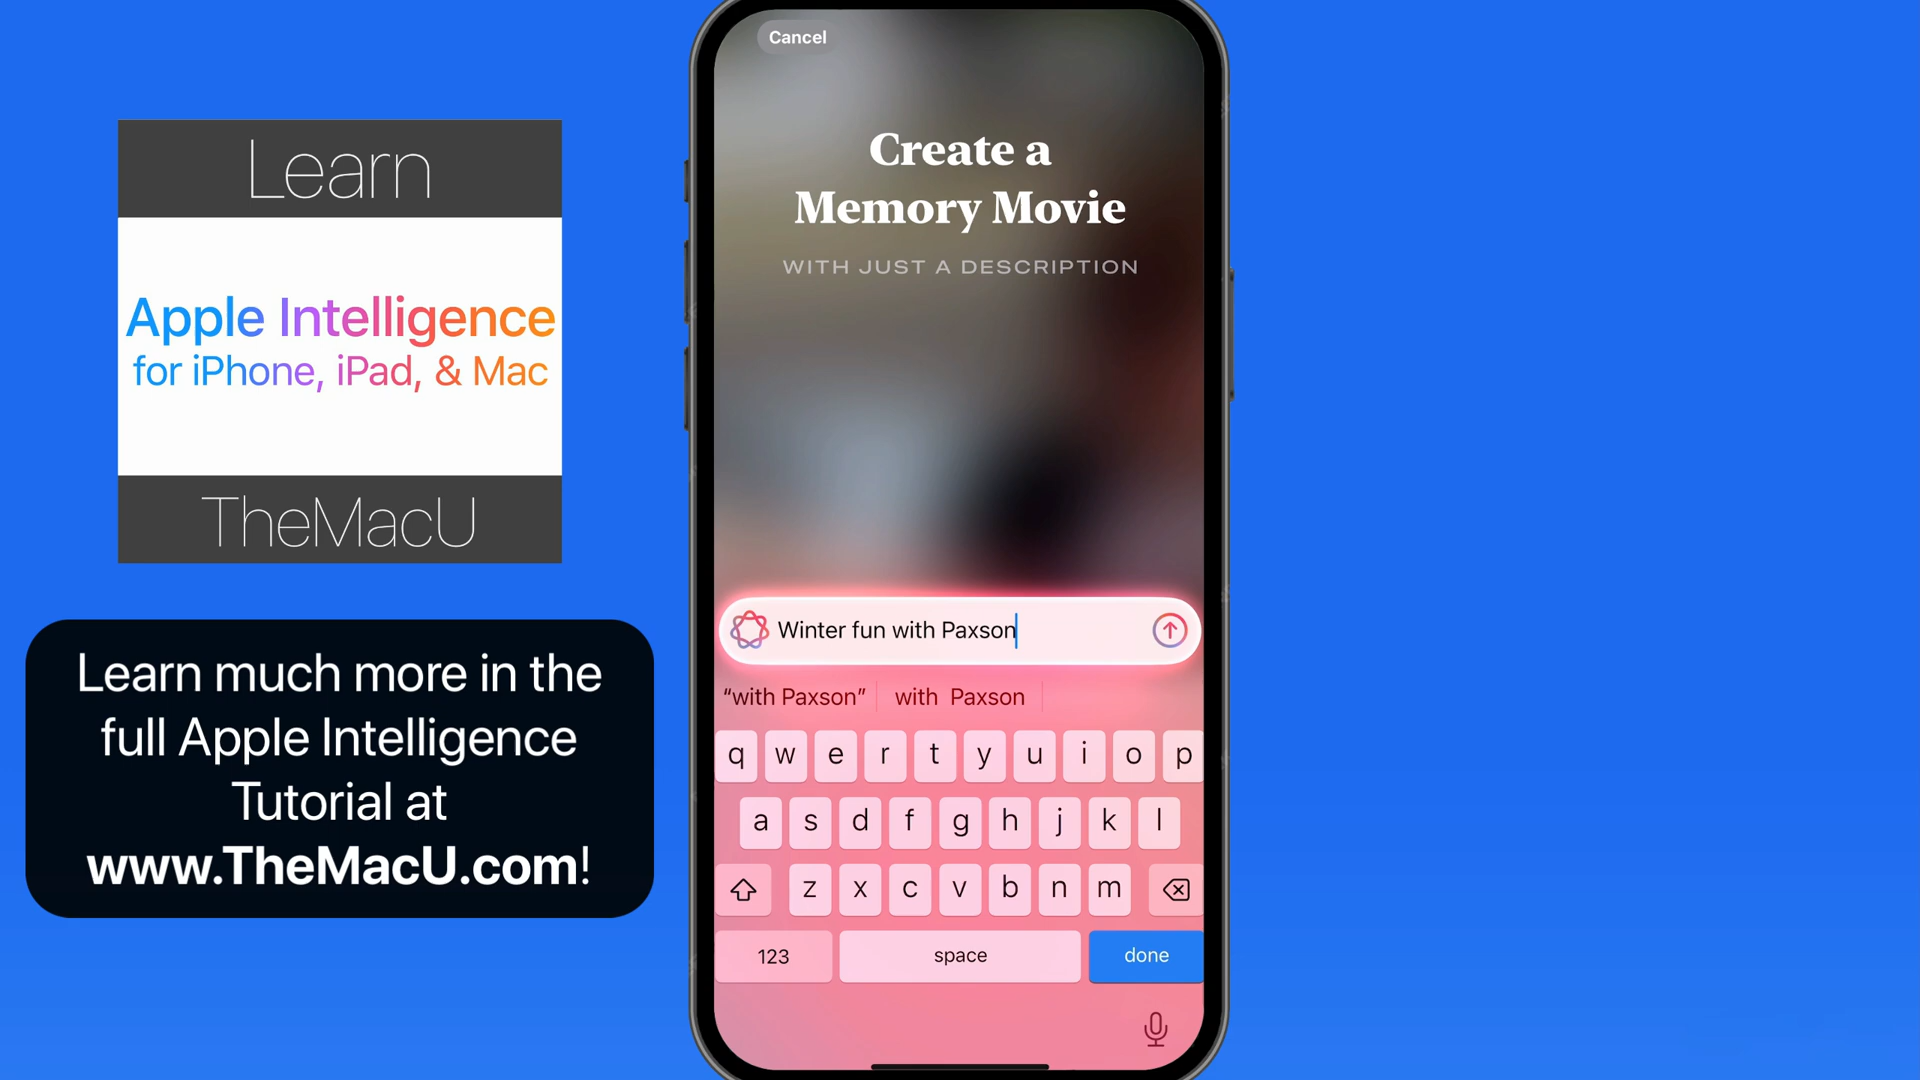 Learn
Apple Intelligence
for iPhone, iPad, & Mac
TheMacU
Learn much more in the
full Apple Intelligence
Tutorial at
www.TheMacU.com!
Cancel
Create a
Memory Movie
WITH JUST A DESCRIPTION
Winter fun with Paxson
“with Paxson” with Paxson
q w e r t y u i o p
a s d f g h j k l
z x c v b n m
123 space done